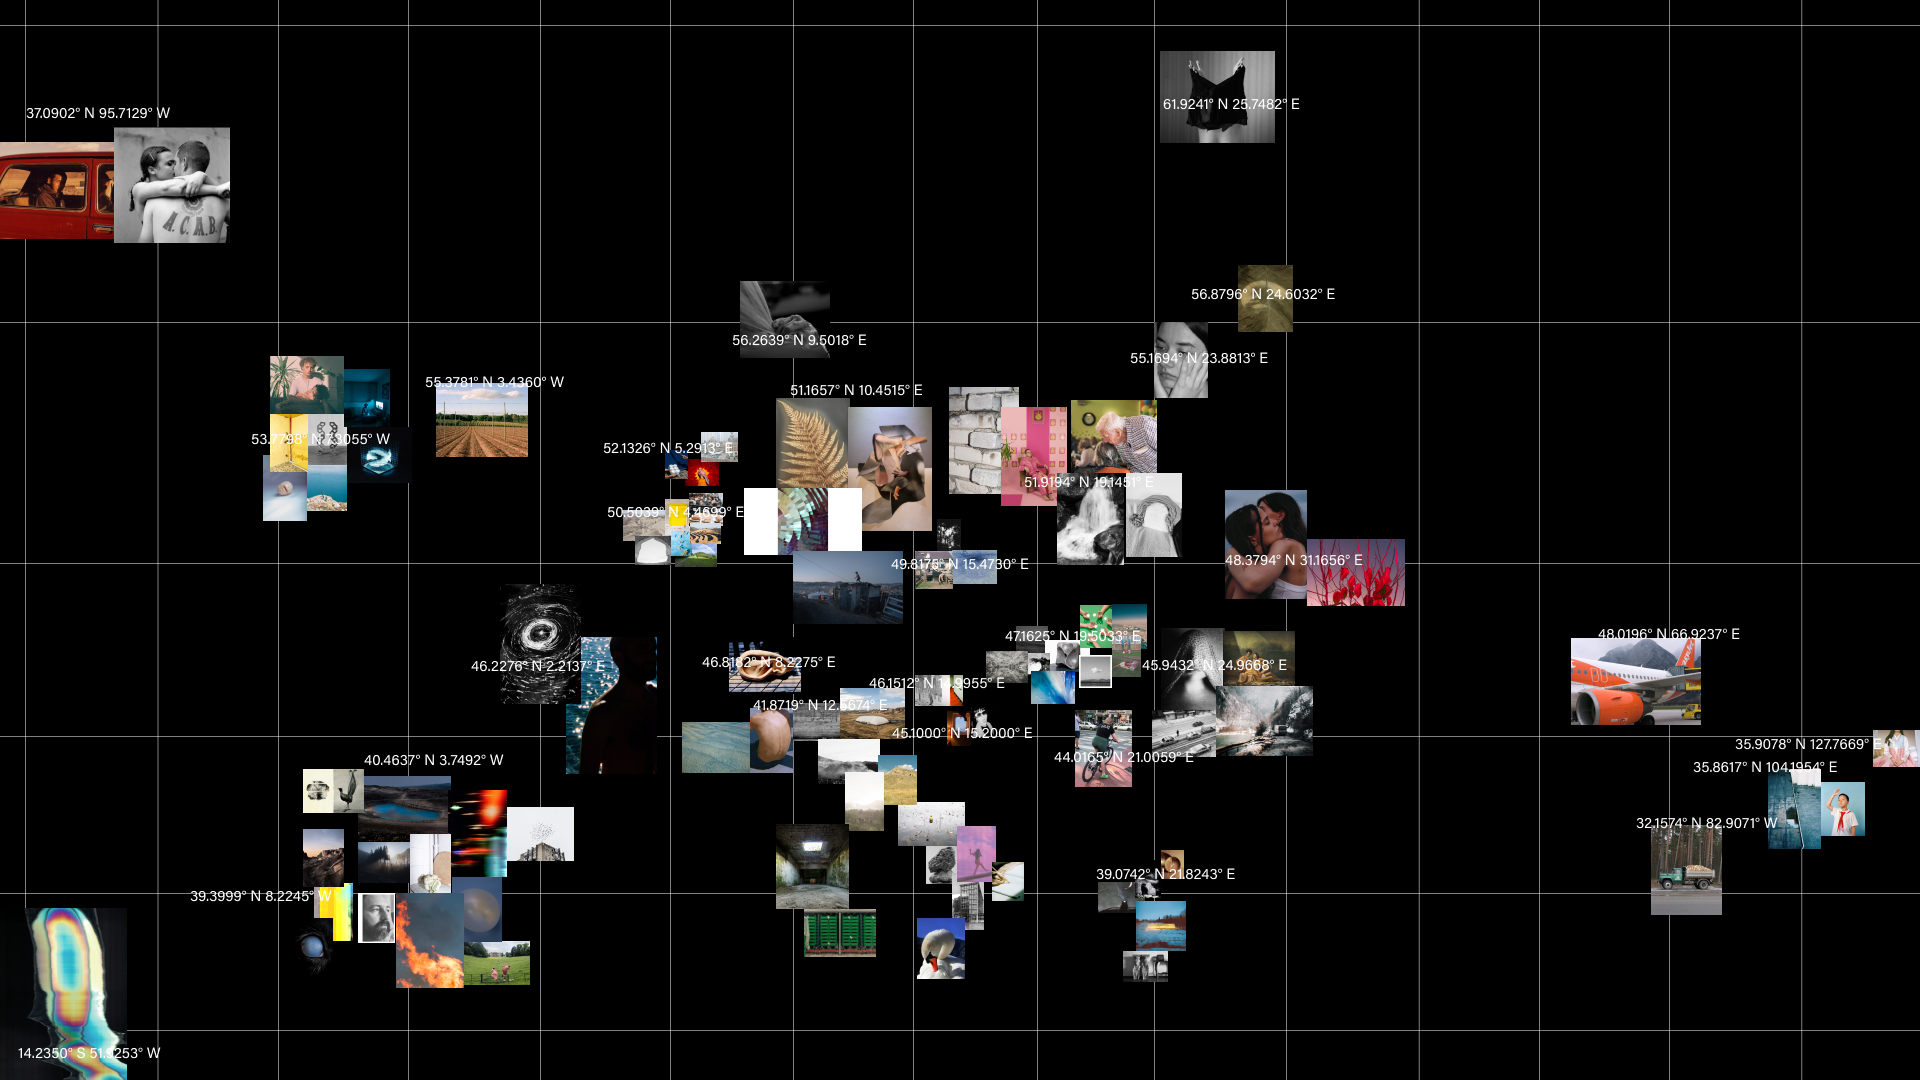 61.9241° N 25.7482° E
37.0902° N 95.7129° W
A.C.A.B.
56.8796° N 24.6032° E
56.2639° N 9.5018° E
55.1694° N 23.8813° E
55.3781° N 3.4360° W
51.1657° N 10.4515° E
53.7798° N 7.3055° W
52.1326° N 5.2913° E
51.9194° N 19.1451° E
50.5039° N 4.4699° E
48.3794° N 31.1656° E
49.8175° N 15.4730° E
48.0196° N 66.9237° E
47.1625° N 19.5033° E
46.8182° N 8.2275° E
46.2276° N 2.2137° E
45.9432° N 24.9668° E
46.1512° N 14.9955° E
41.8719° N 12.5674° E
45.1000° N 15.2000° E
35.9078° N 127.7669° E
44.0165° N 21.0059° E
40.4637° N 3.7492° W
35.8617° N 104.1954° E
32.1574° N 82.9071° W
39.0742° N 21.8243° E
39.3999° N 8.2245° W
14.2350° S 51.9253° W